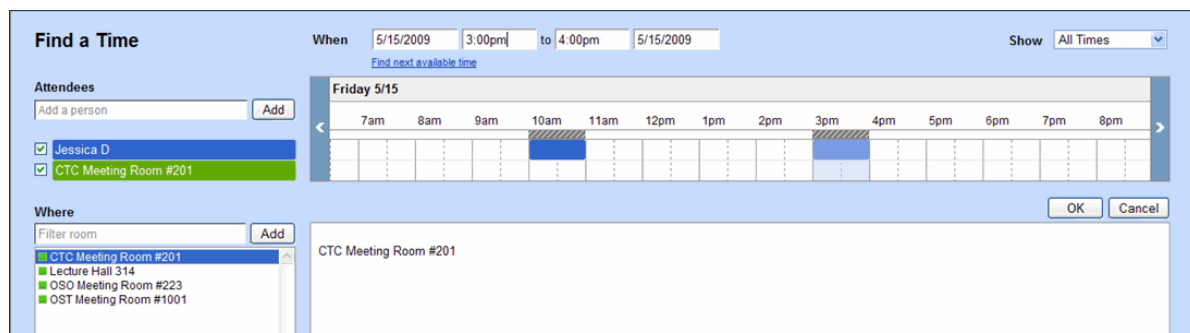 Find a Time
When 5/15/2009 3:00pm to 4:00pm 5/15/2009
Show All Times
Find next available time
Attendees
Add a person Add
Jessica D
CTC Meeting Room #201
Friday 5/15
7am 8am 9am 10am 11am 12pm 1pm 2pm 3pm 4pm 5pm 6pm 7pm 8pm
OK Cancel
Where
Filter room Add
CTC Meeting Room #201
Lecture Hall 314
OSO Meeting Room #223
OST Meeting Room #1001
CTC Meeting Room #201